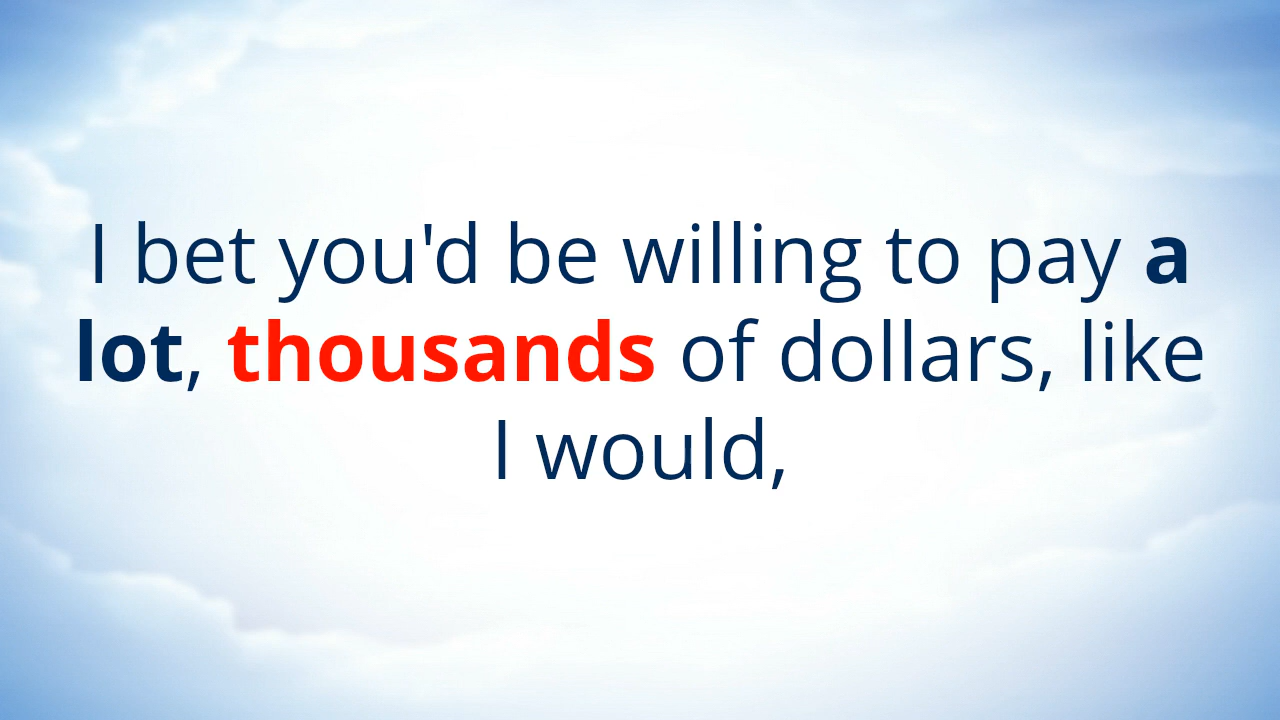 I bet you'd be willing to pay a
lot, thousands of dollars, like
I would,